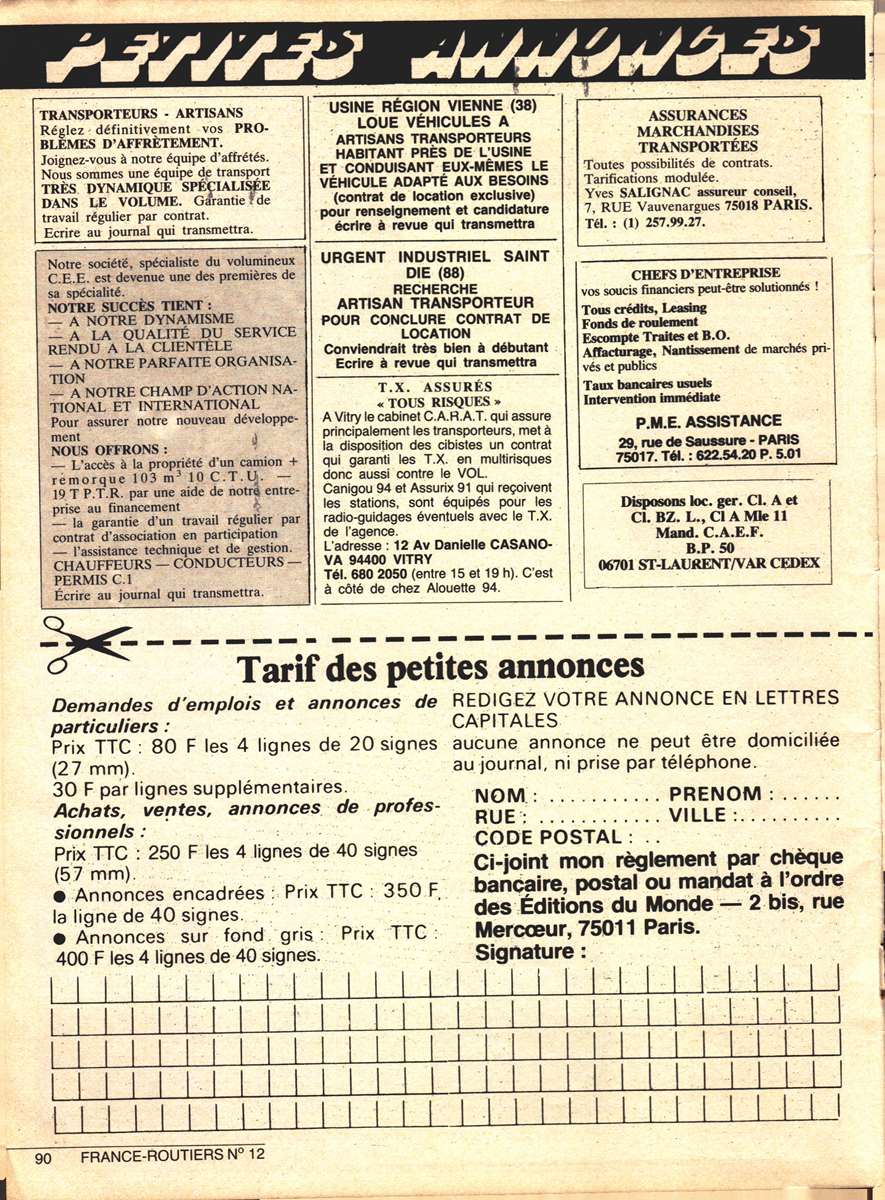 PETITES ANNONCES
TRANSPORTEURS - ARTISANS
Réglez définitivement vos PRO-
BLÈMES D'AFFRÈTEMENT.
Joignez-vous à notre équipe d'affrétés.
Nous sommes une équipe de transport
TRÈS DYNAMIQUE SPÉCIALISÉE
DANS LE VOLUME. Garantie de
travail régulier par contrat.
Ecrire au journal qui transmettra.
Notre société, spécialiste du volumineux
C.E.E. est devenue une des premières de
sa spécialité.
NOTRE SUCCÈS TIENT :
— A NOTRE DYNAMISME
— A LA QUALITÉ DU SERVICE
RENDU A LA CLIENTÈLE
— A NOTRE PARFAITE ORGANISA-
TION
— A NOTRE CHAMP D'ACTION NA-
TIONAL ET INTERNATIONAL
Pour assurer notre nouveau développe-
ment
NOUS OFFRONS :
— L'accès à la propriété d'un camion +
remorque 103 m³ 10 C.T.U. —
19 T P.T.R. par une aide de notre entre-
prise au financement
— la garantie d'un travail régulier par
contrat d'association en participation
— l'assistance technique et de gestion.
CHAUFFEURS — CONDUCTEURS —
PERMIS C.1
Écrire au journal qui transmettra.
USINE RÉGION VIENNE (38)
LOUE VÉHICULES A
ARTISANS TRANSPORTEURS
HABITANT PRÈS DE L'USINE
ET CONDUISANT EUX-MÊMES LE
VÉHICULE ADAPTÉ AUX BESOINS
(contrat de location exclusive)
pour renseignement et candidature
écrire à revue qui transmettra
URGENT INDUSTRIEL SAINT
DIE (88)
RECHERCHE
ARTISAN TRANSPORTEUR
POUR CONCLURE CONTRAT DE
LOCATION
Conviendrait très bien à débutant
Ecrire à revue qui transmettra
T.X. ASSURÉS
« TOUS RISQUES »
A Vitry le cabinet C.A.R.A.T. qui assure
principalement les transporteurs, met à
la disposition des cibistes un contrat
qui garanti les T.X. en multirisques
donc aussi contre le VOL.
Canigou 94 et Assurix 91 qui reçoivent
les stations, sont équipés pour les
radio-guidages éventuels avec le T.X.
de l'agence.
L'adresse : 12 Av Danielle CASANO-
VA 94400 VITRY
Tél. 680 2050 (entre 15 et 19 h). C'est
à côté de chez Alouette 94.
ASSURANCES
MARCHANDISES
TRANSPORTÉES
Toutes possibilités de contrats.
Tarifications modulée.
Yves SALIGNAC assureur conseil,
7, RUE Vauvenargues 75018 PARIS.
Tél. : (1) 257.99.27.
CHEFS D'ENTREPRISE
vos soucis financiers peut-être solutionnés !
Tous crédits, Leasing
Fonds de roulement
Escompte Traites et B.O.
Affacturage, Nantissement de marchés pri-
vés et publics
Taux bancaires usuels
Intervention immédiate
P.M.E. ASSISTANCE
29, rue de Saussure - PARIS
75017. Tél. : 622.54.20 P. 5.01
Disposons loc. ger. Cl. A et
Cl. BZ. L., Cl A Mle 11
Mand. C.A.E.F.
B.P. 50
06701 ST-LAURENT/VAR CEDEX
Tarif des petites annonces
Demandes d'emplois et annonces de
particuliers :
Prix TTC : 80 F les 4 lignes de 20 signes
(27 mm).
30 F par lignes supplémentaires.
Achats, ventes, annonces de profes-
sionnels :
Prix TTC : 250 F les 4 lignes de 40 signes
(57 mm).
● Annonces encadrées : Prix TTC : 350 F,
la ligne de 40 signes.
● Annonces sur fond gris : Prix TTC :
400 F les 4 lignes de 40 signes.
REDIGEZ VOTRE ANNONCE EN LETTRES
CAPITALES
aucune annonce ne peut être domiciliée
au journal, ni prise par téléphone.
NOM : ........... PRENOM : ......
RUE : ........... VILLE :..........
CODE POSTAL : ..
Ci-joint mon règlement par chèque
bancaire, postal ou mandat à l'ordre
des Éditions du Monde — 2 bis, rue
Mercœur, 75011 Paris.
Signature :
90 FRANCE-ROUTIERS N° 12